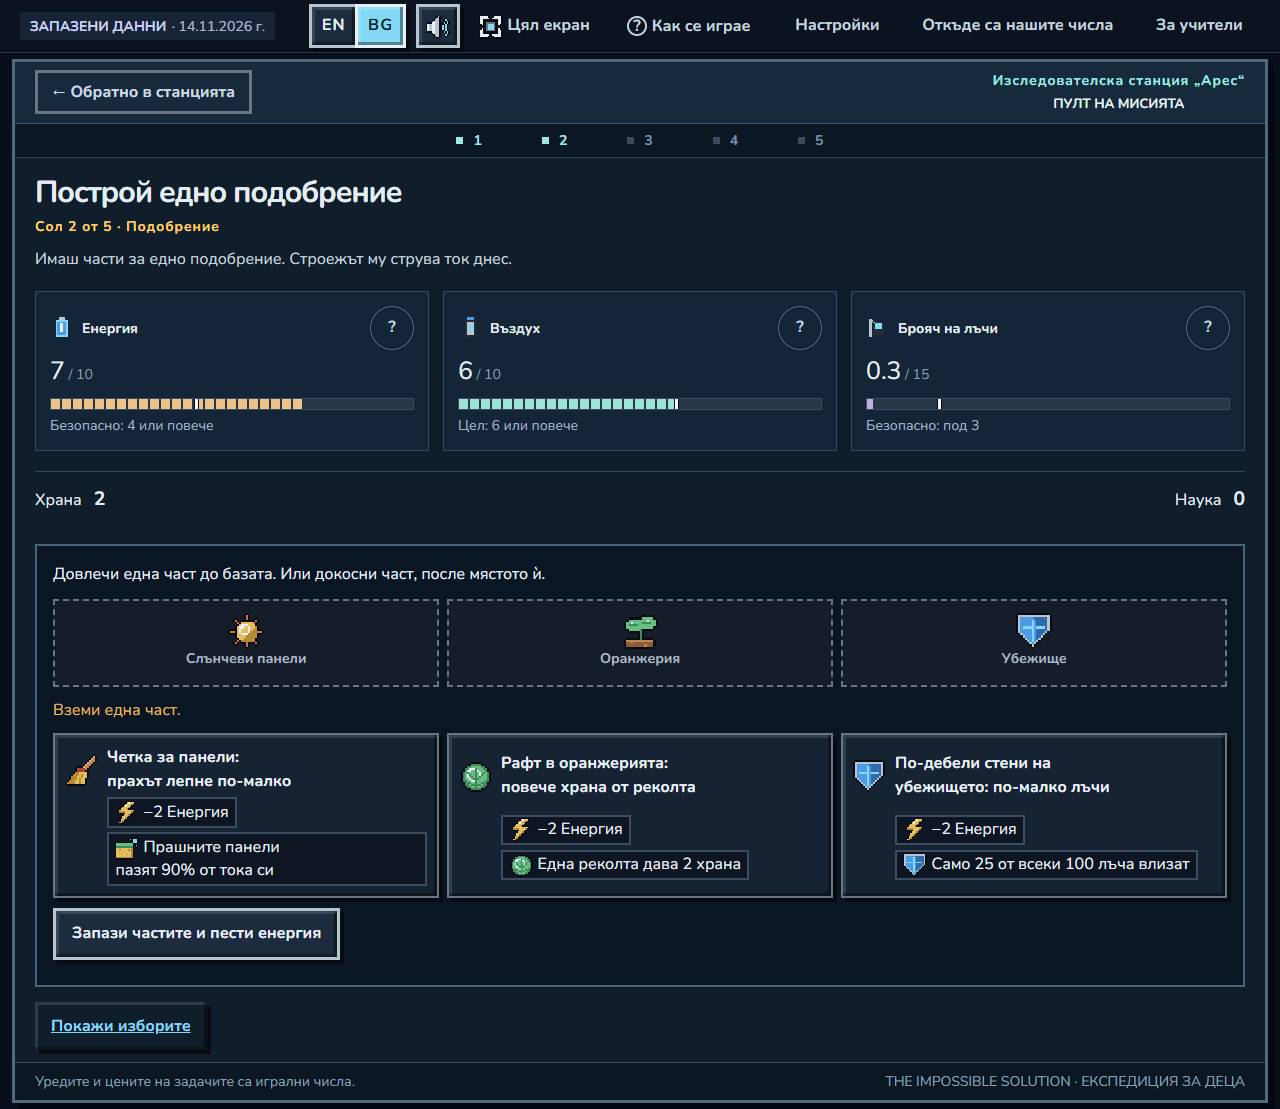 ЗАПАЗЕНИ ДАННИ · 14.11.2026 г.
EN BG
Цял екран
? Как се играе
Настройки
Откъде са нашите числа
За учители
← Обратно в станцията
Изследователска станция „Арес“
ПУЛТ НА МИСИЯТА
1 2 3 4 5
Построй едно подобрение
Сол 2 от 5 · Подобрение
Имаш части за едно подобрение. Строежът му струва ток днес.
Енергия ?
7 / 10
Безопасно: 4 или повече
Въздух ?
6 / 10
Цел: 6 или повече
Брояч на лъчи ?
0.3 / 15
Безопасно: под 3
Храна 2
Наука 0
Довлечи една част до базата. Или докосни част, после мястото ѝ.
Слънчеви панели
Оранжерия
Убежище
Вземи една част.
Четка за панели:
прахът лепне по-малко
−2 Енергия
Прашните панели
пазят 90% от тока си
Рафт в оранжерията:
повече храна от реколта
−2 Енергия
Една реколта дава 2 храна
По-дебели стени на
убежището: по-малко лъчи
−2 Енергия
Само 25 от всеки 100 лъча влизат
Запази частите и пести енергия
Покажи изборите
Уредите и цените на задачите са игрални числа.
THE IMPOSSIBLE SOLUTION · ЕКСПЕДИЦИЯ ЗА ДЕЦА